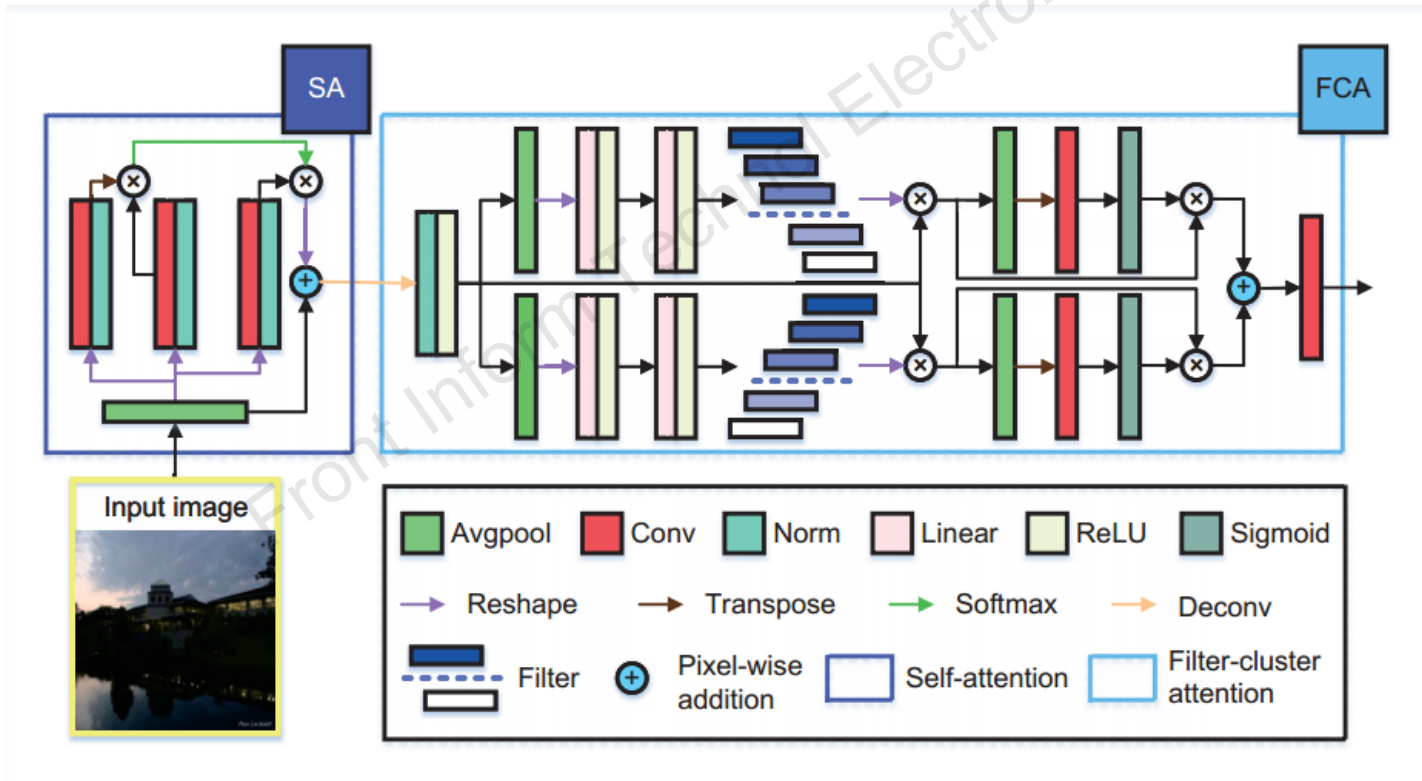 Front Inform Technol Electron
SA
FCA
Input image
Avgpool
Conv
Norm
Linear
ReLU
Sigmoid
Reshape
Transpose
Softmax
Deconv
Filter
Pixel-wise
addition
Self-attention
Filter-cluster
attention